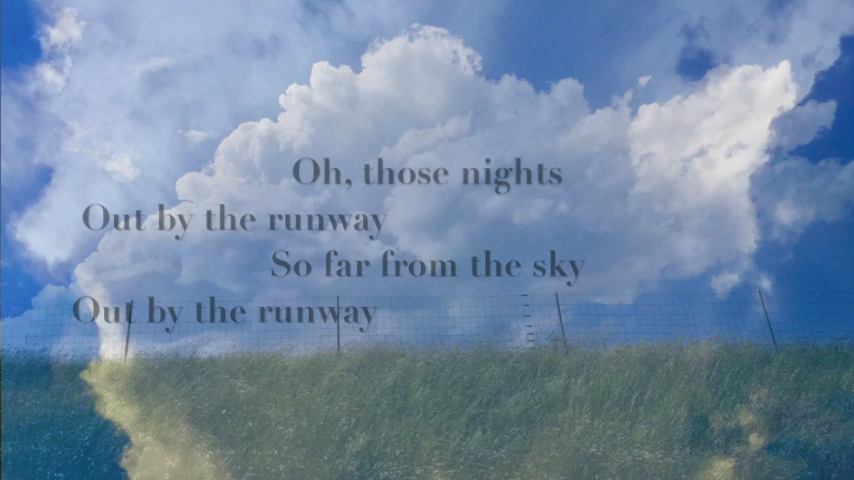 Oh, those nights
Out by the runway
So far from the sky
Out by the runway